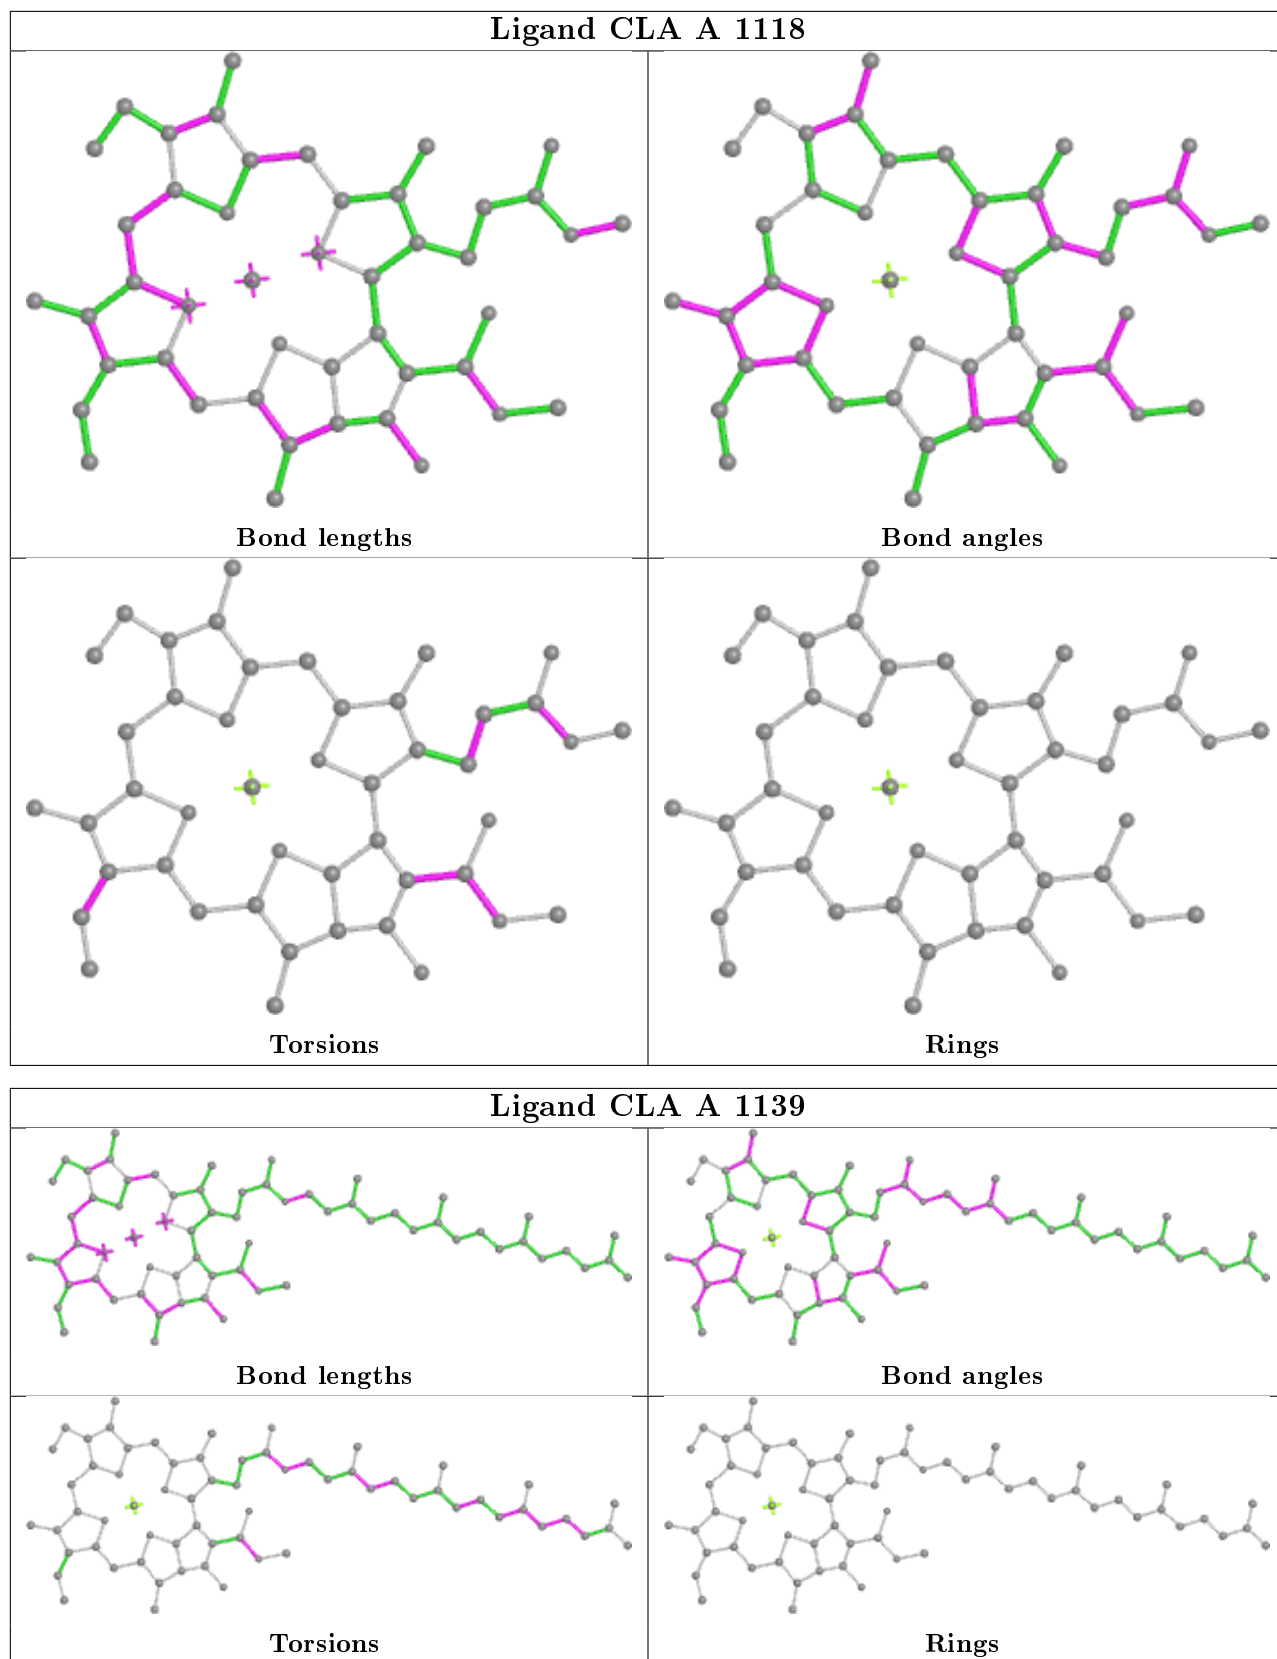 Ligand CLA A 1118
Bond lengths
Bond angles
Torsions
Rings
Ligand CLA A 1139
Bond lengths
Bond angles
Torsions
Rings